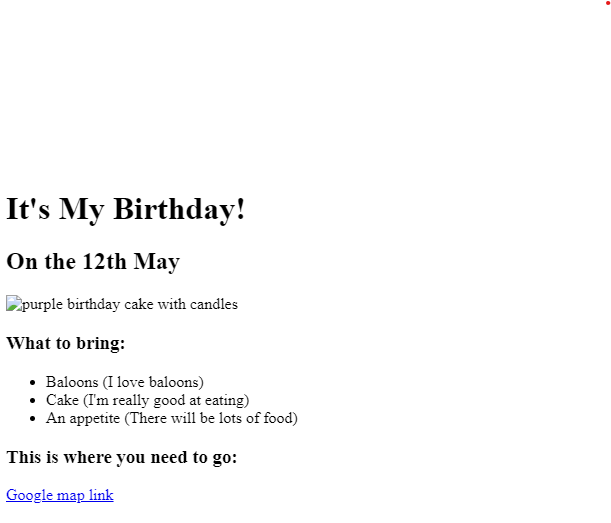 It's My Birthday!
On the 12th May
purple birthday cake with candles
What to bring:
Baloons (I love baloons)
Cake (I'm really good at eating)
An appetite (There will be lots of food)
This is where you need to go:
Google map link